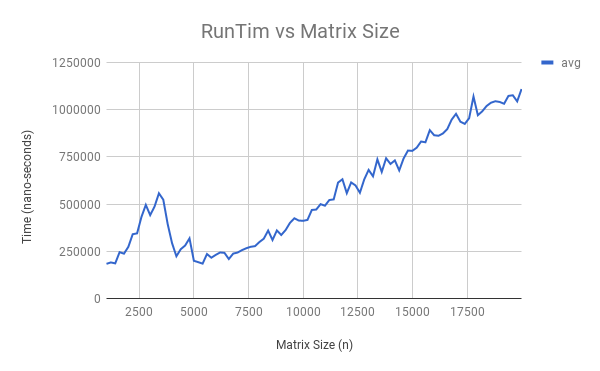 RunTim vs Matrix Size
avg
Time (nano-seconds)
1250000
1000000
750000
500000
250000
0
2500 5000 7500 10000 12500 15000 17500
Matrix Size (n)